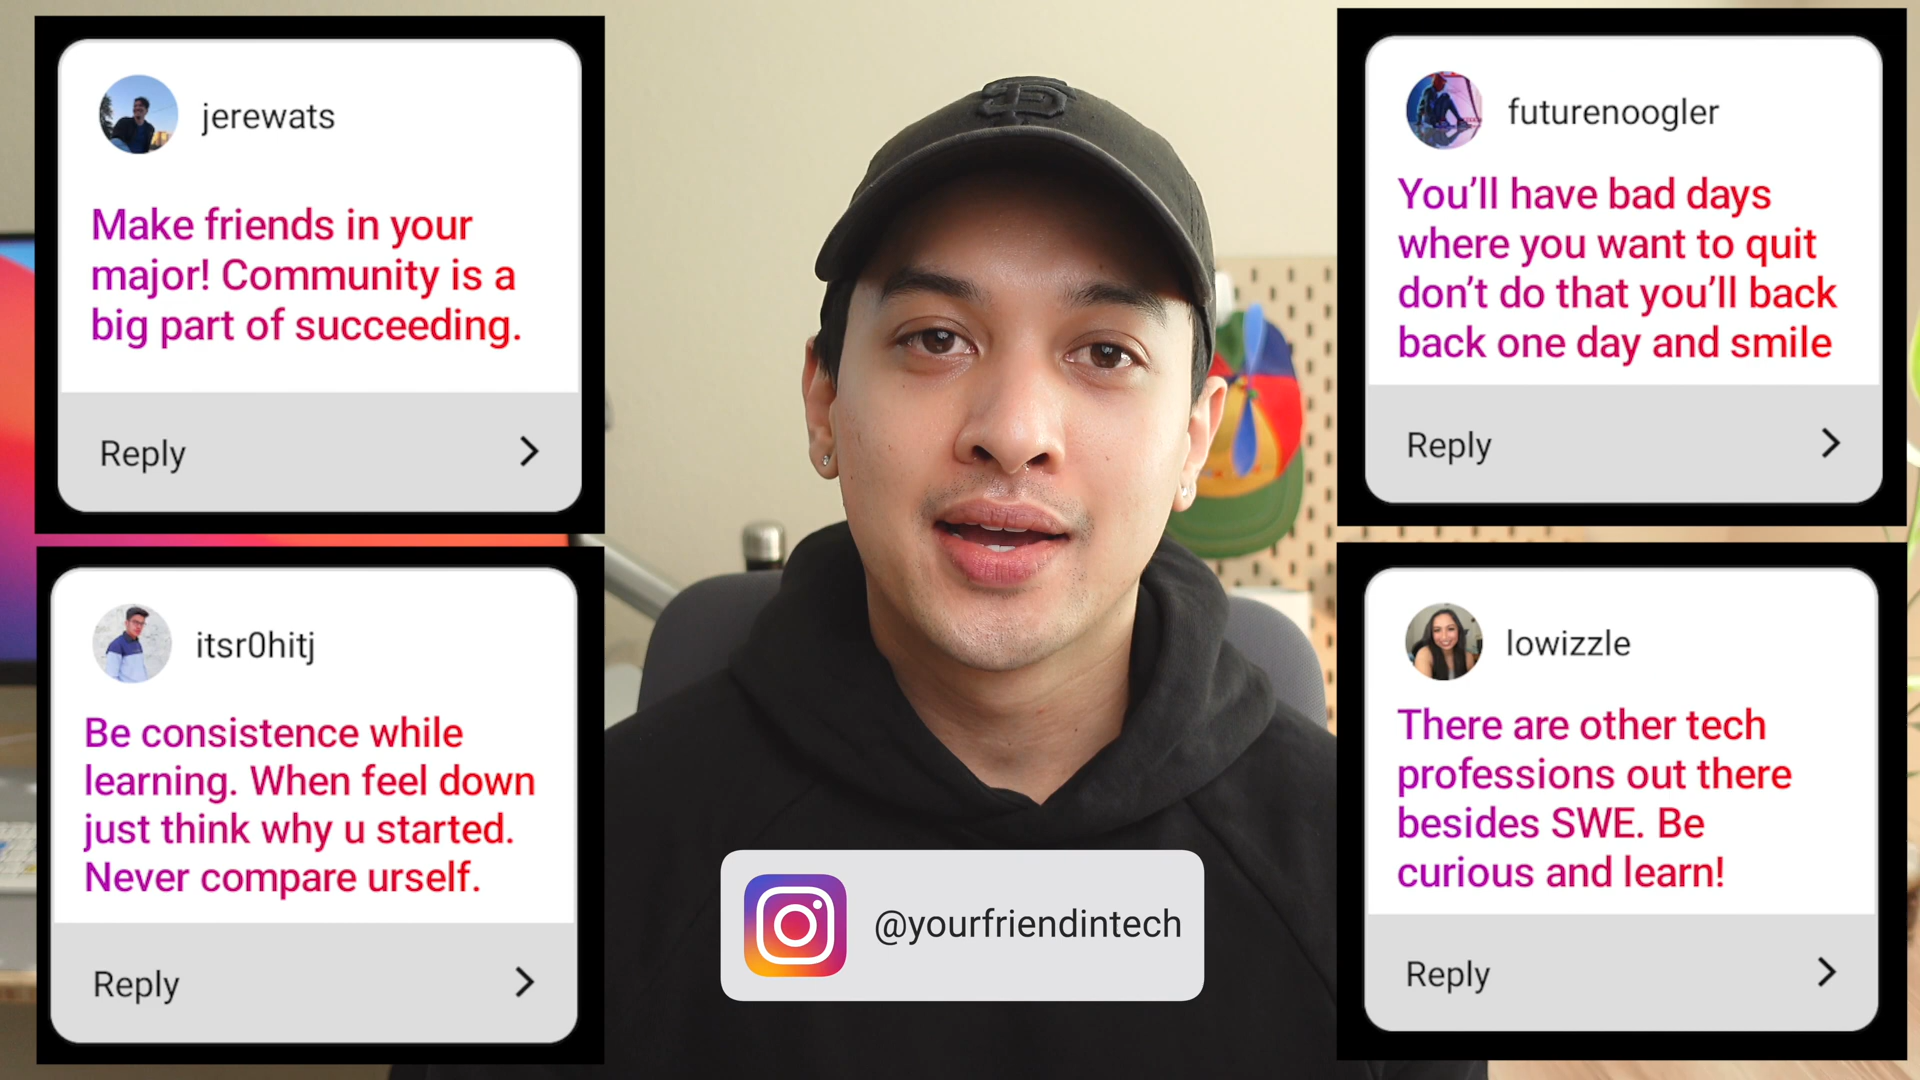 jerewats
Make friends in your
major! Community is a
big part of succeeding.
Reply
futurenoogler
You'll have bad days
where you want to quit
don't do that you'll back
back one day and smile
Reply
itsr0hitj
Be consistence while
learning. When feel down
just think why u started.
Never compare urself.
Reply
lowizzle
There are other tech
professions out there
besides SWE. Be
curious and learn!
Reply
@yourfriendintech
SF